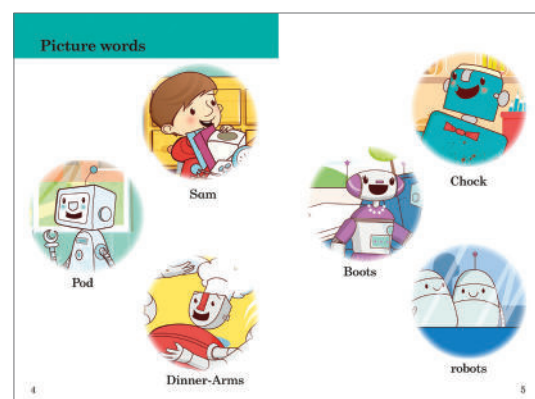 Picture words
Sam
Pod
Dinner-Arms
4
Chock
Boots
robots
5